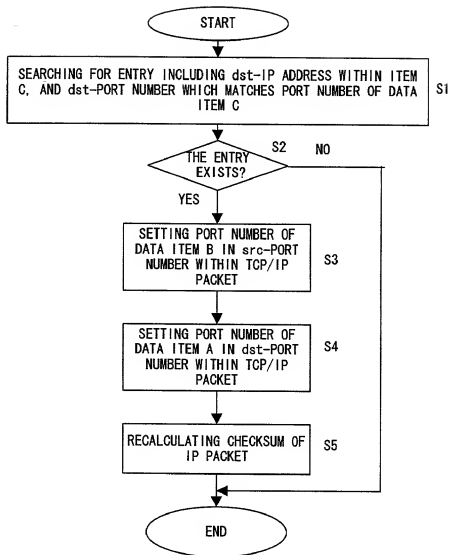 START
SEARCHING FOR ENTRY INCLUDING dst-IP ADDRESS WITHIN ITEM
C, AND dst-PORT NUMBER WHICH MATCHES PORT NUMBER OF DATA
ITEM C
S1
S2
NO
THE ENTRY
EXISTS?
YES
SETTING PORT NUMBER OF
DATA ITEM B IN src-PORT
NUMBER WITHIN TCP/IP
PACKET
S3
SETTING PORT NUMBER OF
DATA ITEM A IN dst-PORT
NUMBER WITHIN TCP/IP
PACKET
S4
RECALCULATING CHECKSUM OF
IP PACKET
S5
END